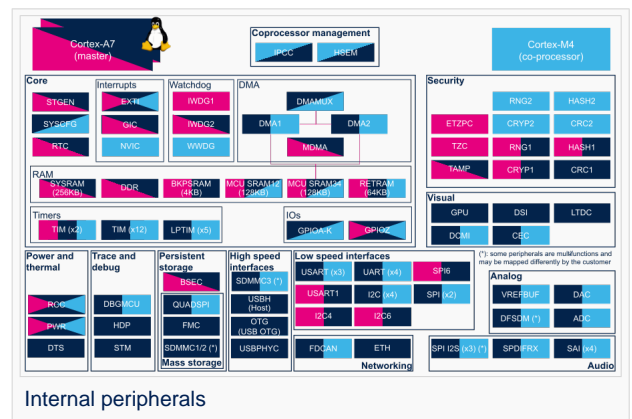 Cortex-A7
(master)
Coprocessor management
IPCC
HSEM
Cortex-M4
(co-processor)
Core
STGEN
SYSCFG
RTC
Interrupts
EXTI
GIC
NVIC
Watchdog
IWDG1
IWDG2
WWDG
DMA
DMAMUX
DMA1
DMA2
MDMA
Security
RNG2
HASH2
ETZPC
CRYP2
CRC2
TZC
RNG1
HASH1
TAMP
CRYP1
CRC1
RAM
SYSRAM
(256KB)
DDR
BKPSRAM
(4KB)
MCU SRAM12
(128KB)
MCU SRAM34
(128KB)
RETRAM
(64KB)
Timers
TIM (x2)
TIM (x12)
LPTIM (x5)
IOs
GPIOA-K
GPIOZ
Visual
GPU
DSI
LTDC
DCMI
CEC
(*): some peripherals are multifunctions and
may be mapped differently by the customer
Power and
thermal
RCC
PWR
DTS
Trace and
debug
DBGMCU
HDP
STM
Persistent
storage
BSEC
QUADSPI
FMC
SDMMC1/2 (*)
Mass storage
High speed
interfaces
SDMMC3 (*)
USBH
(Host)
OTG
(USB OTG)
USBPHYC
Low speed interfaces
USART (x3)
UART (x4)
SPI6
USART1
I2C (x4)
SPI (x2)
I2C4
I2C6
FDCAN
ETH
Networking
Analog
VREFBUF
DAC
DFSDM (*)
ADC
SPI I2S (x3) (*)
SPDIFRX
SAI (x4)
Audio
Internal peripherals